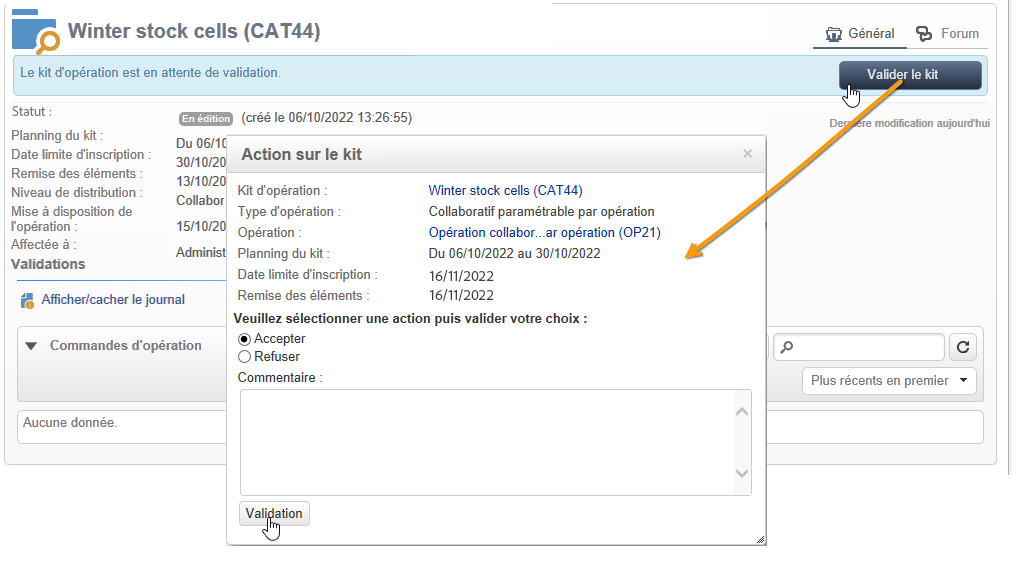 Winter stock cells (CAT44)
Général
Forum
Le kit d'opération est en attente de validation.
Valider le kit
Statut :
En édition (créé le 06/10/2022 13:26:55)
Dernière modification aujourd'hui
Planning du kit :
Du 06/10
Date limite d'inscription :
30/10/20
Remise des éléments :
13/10/20
Niveau de distribution :
Collabor
Mise à disposition de
l'opération :
15/10/20
Affectée à :
Administ
Validations
Afficher/cacher le journal
Commandes d'opération
Plus récents en premier
Aucune donnée.
Action sur le kit
Kit d'opération :
Winter stock cells (CAT44)
Type d'opération :
Collaboratif paramétrable par opération
Opération :
Opération collabor...ar opération (OP21)
Planning du kit :
Du 06/10/2022 au 30/10/2022
Date limite d'inscription :
16/11/2022
Remise des éléments :
16/11/2022
Veuillez sélectionner une action puis valider votre choix :
Accepter
Refuser
Commentaire :
Validation